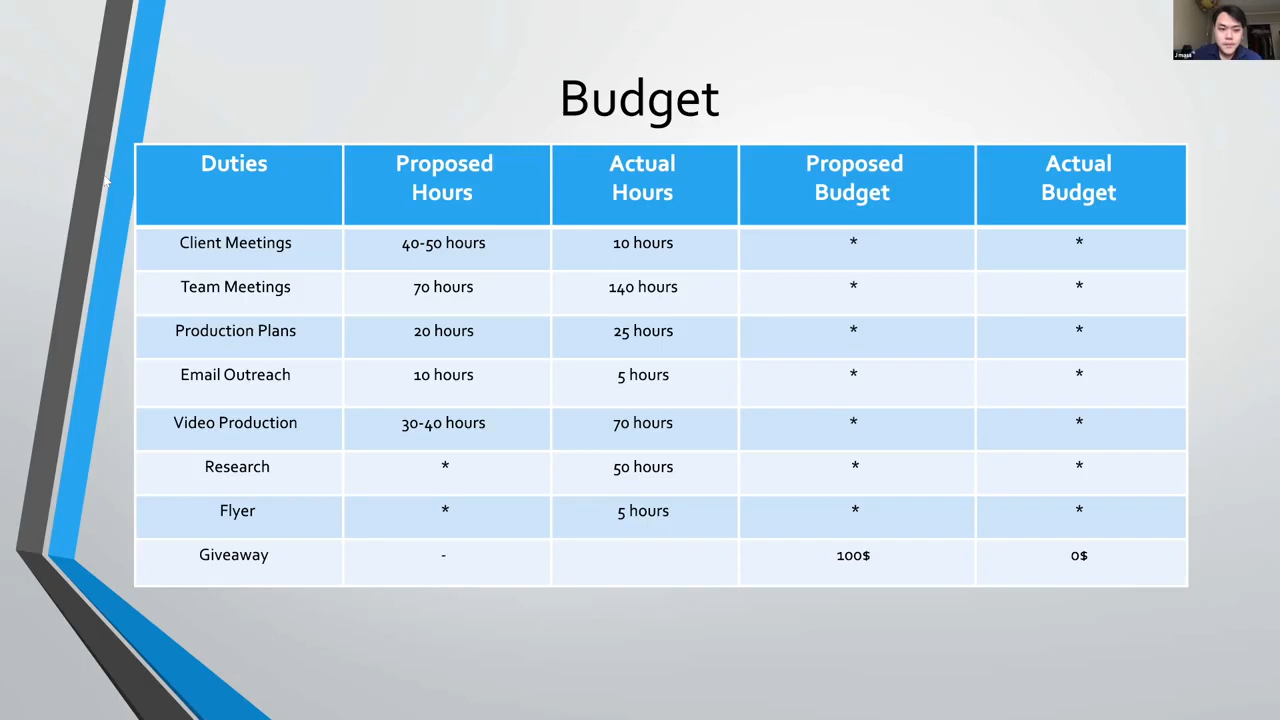 Budget
Duties Proposed Hours Actual Hours Proposed Budget Actual Budget
Client Meetings 40-50 hours 10 hours * *
Team Meetings 70 hours 140 hours * *
Production Plans 20 hours 25 hours * *
Email Outreach 10 hours 5 hours * *
Video Production 30-40 hours 70 hours * *
Research * 50 hours * *
Flyer * 5 hours * *
Giveaway - 100$ 0$